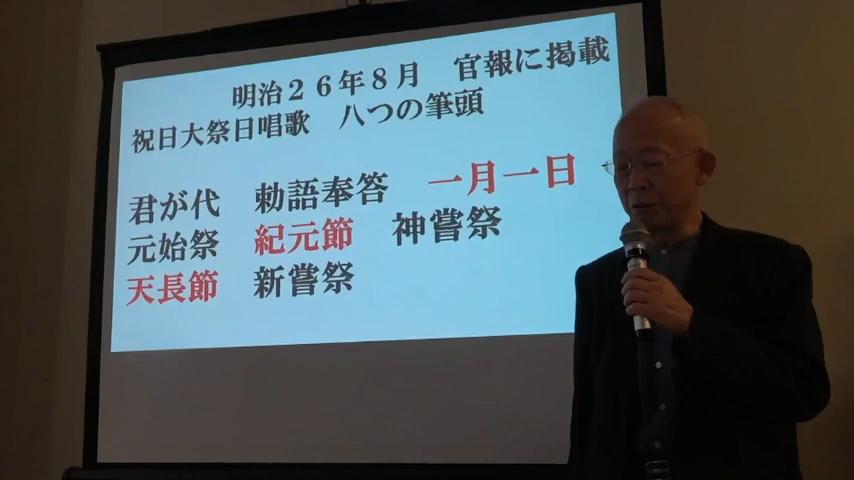 明治２６年８月　官報に掲載
祝日大祭日唱歌　八つの筆頭
君が代　勅語奉答　一月一日
元始祭　紀元節　神嘗祭
天長節　新嘗祭